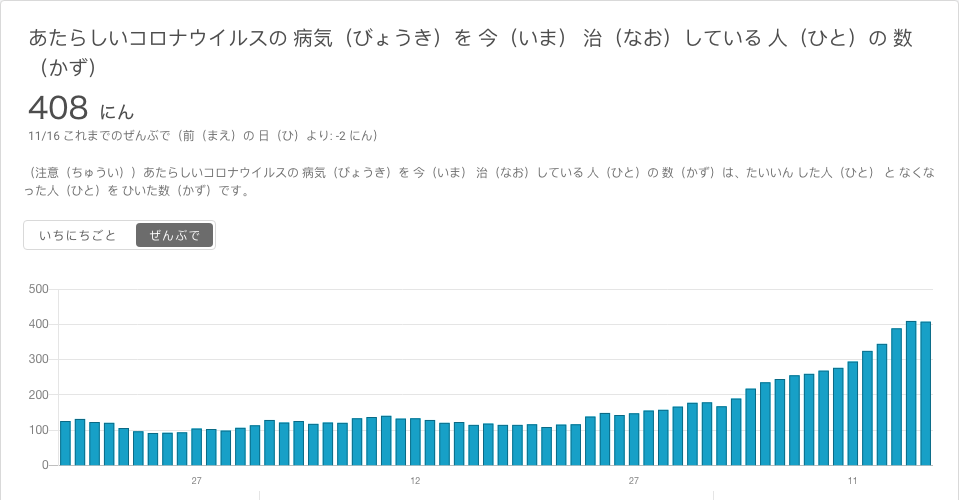 あたらしいコロナウイルスの 病気（びょうき）を 今（いま） 治（なお）している 人（ひと）の 数
（かず）
408 にん
11/16 これまでのぜんぶで（前（まえ）の 日（ひ）より: -2 にん）
（注意（ちゅうい））あたらしいコロナウイルスの 病気（びょうき）を 今（いま） 治（なお）している 人（ひと）の 数（かず）は、たいいん した人（ひと） と なくな
った人（ひと）を ひいた数（かず）です。
いちにちごと ぜんぶで
500
400
300
200
100
0
27 12 27 11